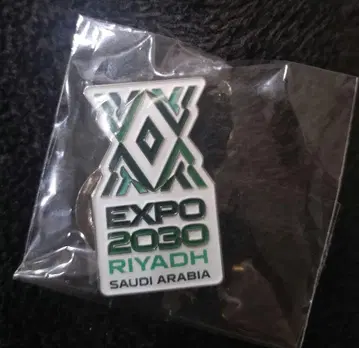 EXPO
2030
RIYADH
SAUDI ARABIA